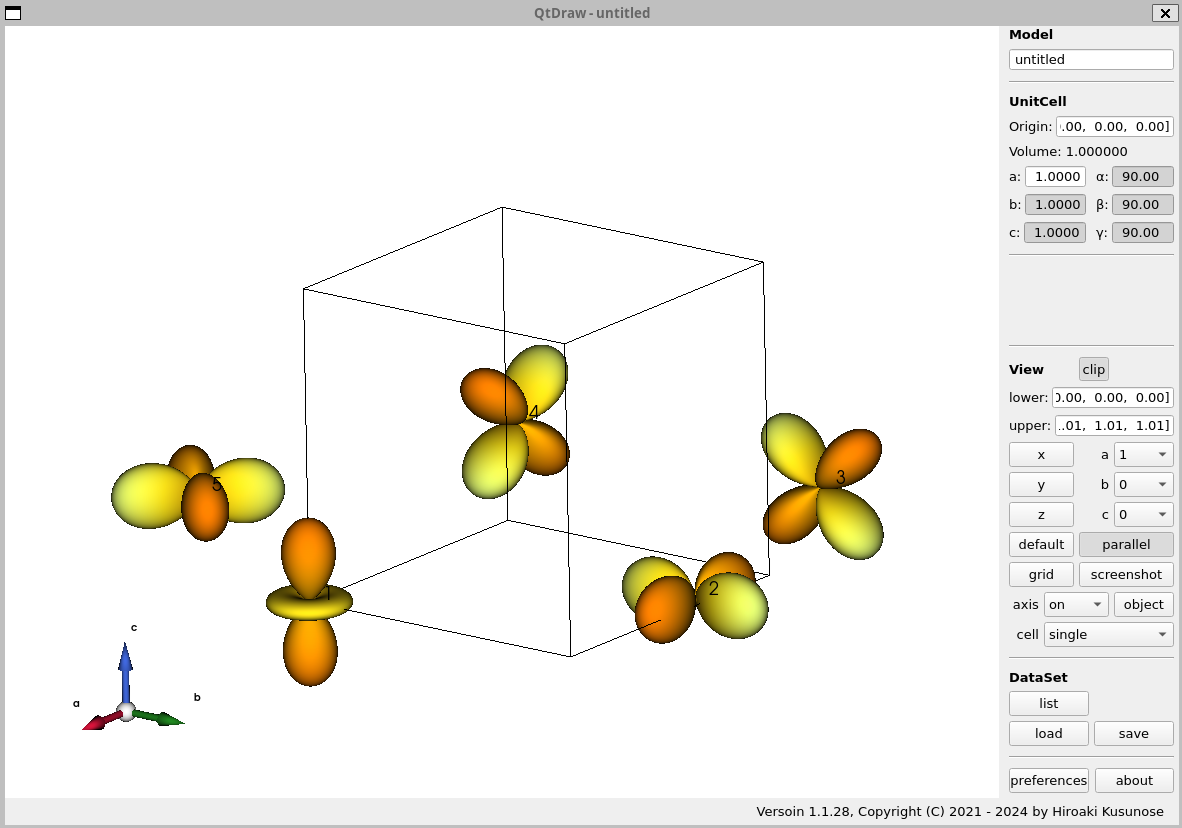 QtDraw - untitled
Model
untitled
UnitCell
Origin: .00, 0.00, 0.00]
Volume: 1.000000
a: 1.0000 α: 90.00
b: 1.0000 β: 90.00
c: 1.0000 γ: 90.00
View clip
lower: 0.00, 0.00, 0.00]
upper: .01, 1.01, 1.01]
x a 1
y b 0
z c 0
default parallel
grid screenshot
axis on object
cell single
DataSet
list
load save
preferences about
4
3
5
2
1
c
a b
Versoin 1.1.28, Copyright (C) 2021 - 2024 by Hiroaki Kusunose